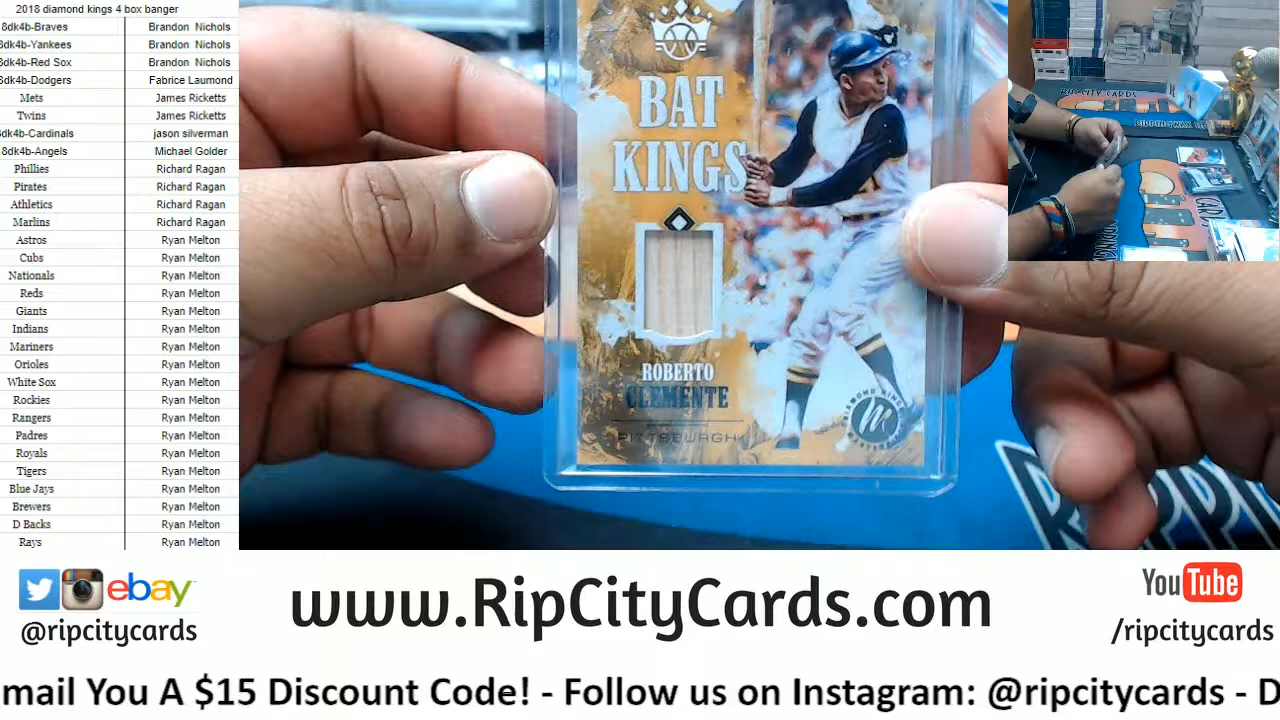 2018 diamond kings 4 box banger
8dk4b-Braves Brandon Nichols
8dk4b-Yankees Brandon Nichols
8dk4b-Red Sox Brandon Nichols
8dk4b-Dodgers Fabrice Laumond
Mets James Ricketts
Twins James Ricketts
8dk4b-Cardinals jason silverman
8dk4b-Angels Michael Golder
Phillies Richard Ragan
Pirates Richard Ragan
Athletics Richard Ragan
Marlins Richard Ragan
Astros Ryan Melton
Cubs Ryan Melton
Nationals Ryan Melton
Reds Ryan Melton
Giants Ryan Melton
Indians Ryan Melton
Mariners Ryan Melton
Orioles Ryan Melton
White Sox Ryan Melton
Rockies Ryan Melton
Rangers Ryan Melton
Padres Ryan Melton
Royals Ryan Melton
Tigers Ryan Melton
Blue Jays Ryan Melton
Brewers Ryan Melton
D Backs Ryan Melton
Rays Ryan Melton
DK
BAT
KINGS
ROBERTO
CLEMENTE
PITTSBURGH
DIAMOND KINGS
M
RIP CITY CARDS
ebay
@ripcitycards
www.RipCityCards.com
YouTube
/ripcitycards
mail You A $15 Discount Code! - Follow us on Instagram: @ripcitycards - D